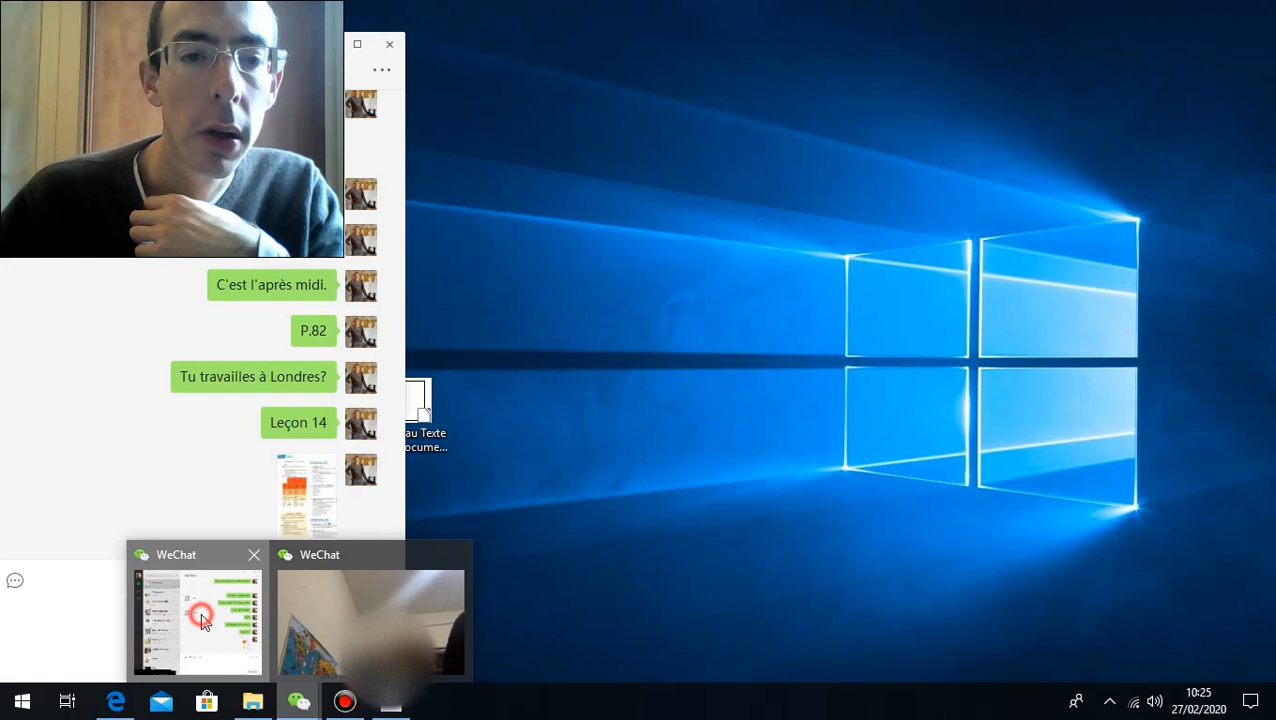 C'est l'après midi.
P.82
Tu travailles à Londres?
Leçon 14
au Texte
ocume...
WeChat
WeChat
10:25
27/02/2020